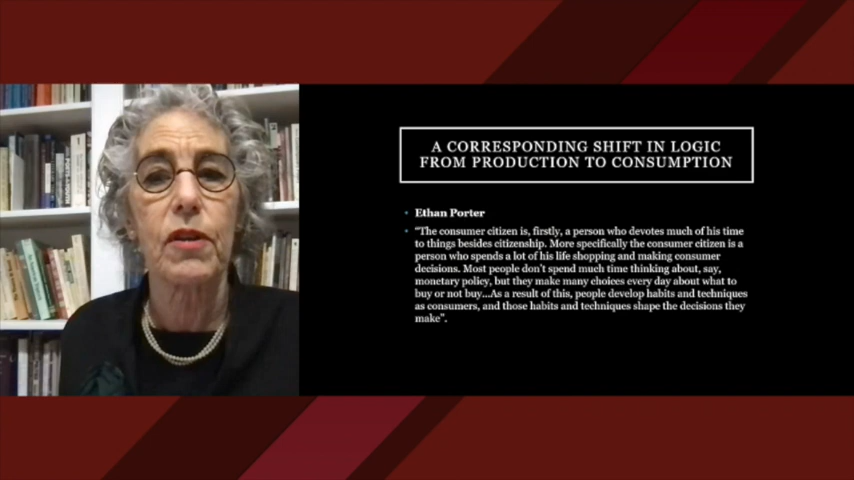 A CORRESPONDING SHIFT IN LOGIC
FROM PRODUCTION TO CONSUMPTION
• Ethan Porter
• “The consumer citizen is, firstly, a person who devotes much of his time
to things besides citizenship. More specifically the consumer citizen is a
person who spends a lot of his life shopping and making consumer
decisions. Most people don’t spend much time thinking about, say,
monetary policy, but they make many choices every day about what to
buy or not buy...As a result of this, people develop habits and techniques
as consumers, and those habits and techniques shape the decisions they
make”.